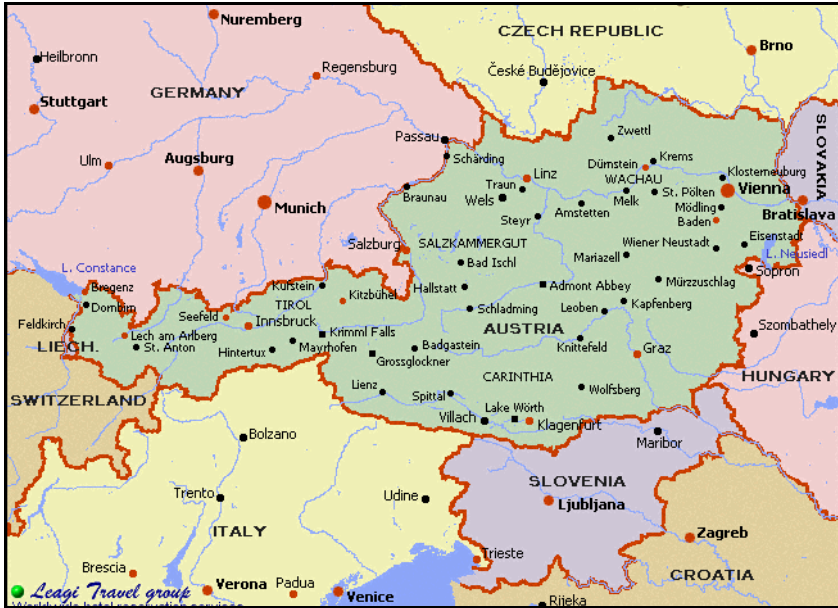 Nuremberg
CZECH REPUBLIC
Brno
Heilbronn
Regensburg
České Budějovice
GERMANY
Stuttgart
SLOVAKIA
Passau
Zwettl
Schärding
Ulm
Augsburg
Linz
Dürnstein
Krems
Klosterneuburg
WACHAU
Traun
Braunau
Wels
Melk
St. Pölten
Vienna
Munich
Steyr
Amstetten
Mödling
Baden
Bratislava
Salzburg
SALZKAMMERGUT
Wiener Neustadt
Eisenstadt
Mariazell
L. Neusiedl
L. Constance
Bad Ischl
Sopron
Bregenz
Kufstein
Kitzbühel
Hallstatt
Admont Abbey
Mürzzuschlag
Dornbirn
TIROL
Seefeld
Schladming
Leoben
Kapfenberg
Feldkirch
Innsbruck
AUSTRIA
Szombathely
Lech am Arlberg
Krimml Falls
LIECH.
St. Anton
Hintertux
Mayrhofen
Badgastein
Knittefeld
Graz
Grossglockner
HUNGARY
CARINTHIA
SWITZERLAND
Lienz
Spittal
Wolfsberg
Lake Wörth
Villach
Klagenfurt
Bolzano
Maribor
Trento
Udine
SLOVENIA
Ljubljana
ITALY
Zagreb
Trieste
Brescia
CROATIA
Leagi Travel group
Verona
Padua
Venice
Rijeka
Worldwide hotel reservation services